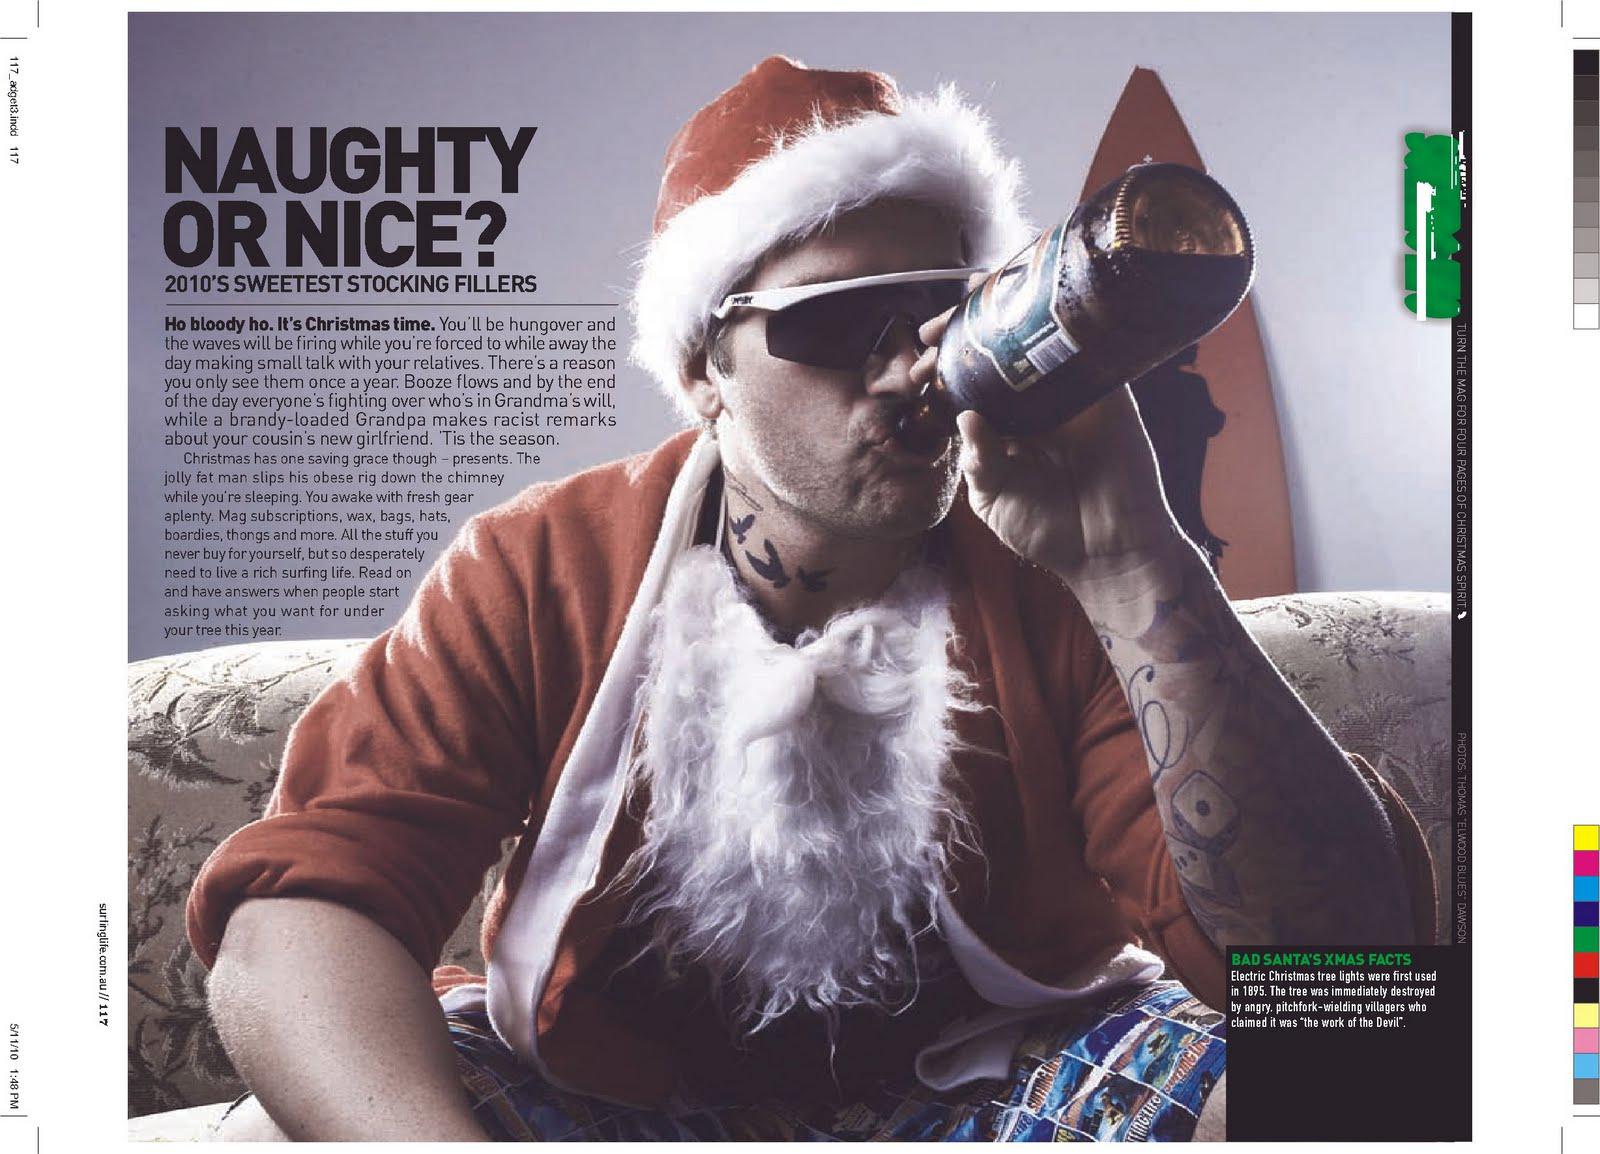 117_adget3.indd   117
NAUGHTY
OR NICE?
2010'S SWEETEST STOCKING FILLERS
Ho bloody ho. It's Christmas time. You'll be hungover and
the waves will be firing while you're forced to while away the
day making small talk with your relatives. There's a reason
you only see them once a year. Booze flows and by the end
of the day everyone's fighting over who's in Grandma's will,
while a brandy-loaded Grandpa makes racist remarks
about your cousin's new girlfriend. 'Tis the season.
Christmas has one saving grace though – presents. The
jolly fat man slips his obese rig down the chimney
while you're sleeping. You awake with fresh gear
aplenty. Mag subscriptions, wax, bags, hats,
boardies, thongs and more. All the stuff you
never buy for yourself, but so desperately
need to live a rich surfing life. Read on
and have answers when people start
asking what you want for under
your tree this year.
TURN THE MAG FOR FOUR PAGES OF CHRISTMAS SPIRIT.
PHOTOS: THOMAS "ELWOOD BLUES" DAWSON
BAD SANTA'S XMAS FACTS
Electric Christmas tree lights were first used
in 1895. The tree was immediately destroyed
by angry, pitchfork-wielding villagers who
claimed it was "the work of the Devil".
surfinglife.com.au // 117
5/11/10   1:48 PM